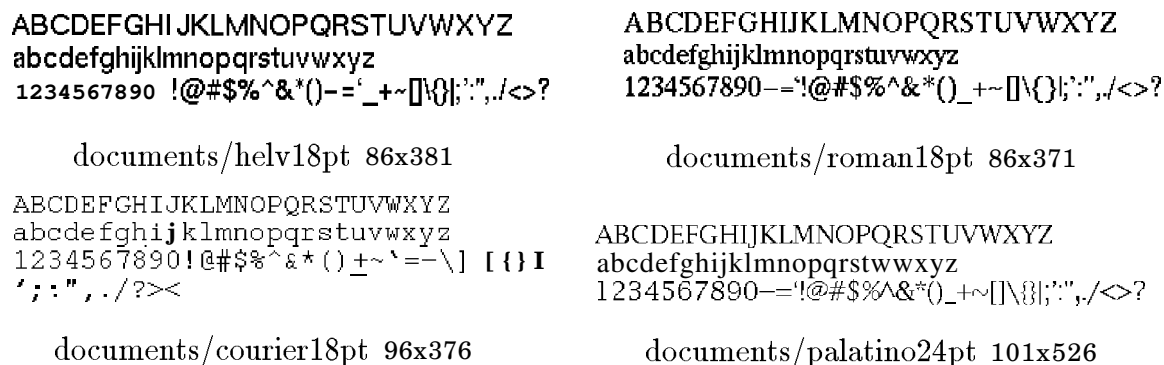 ABCDEFGHIJKLMNOPQRSTUVWXYZ
abcdefghijklmnopqrstuvwxyz
1234567890 !@#$%^&*()-=‘_+~[]\{}|;':",./<>?
documents/helv18pt 86x381
ABCDEFGHIJKLMNOPQRSTUVWXYZ
abcdefghijklmnopqrstuvwxyz
1234567890-=‘!@#$%^&*()_+~[]\{}|;':",./<>?
documents/roman18pt 86x371
ABCDEFGHIJKLMNOPQRSTUVWXYZ
abcdefghijklmnopqrstuvwxyz
1234567890!@#$%^&*()+~`=-\] [{}I
';:",./?><
documents/courier18pt 96x376
ABCDEFGHIJKLMNOPQRSTUVWXYZ
abcdefghijklmnopqrstwwxyz
1234567890-=‘!@#$%^&*()_+~[]\{}|;':",./<>?
documents/palatino24pt 101x526